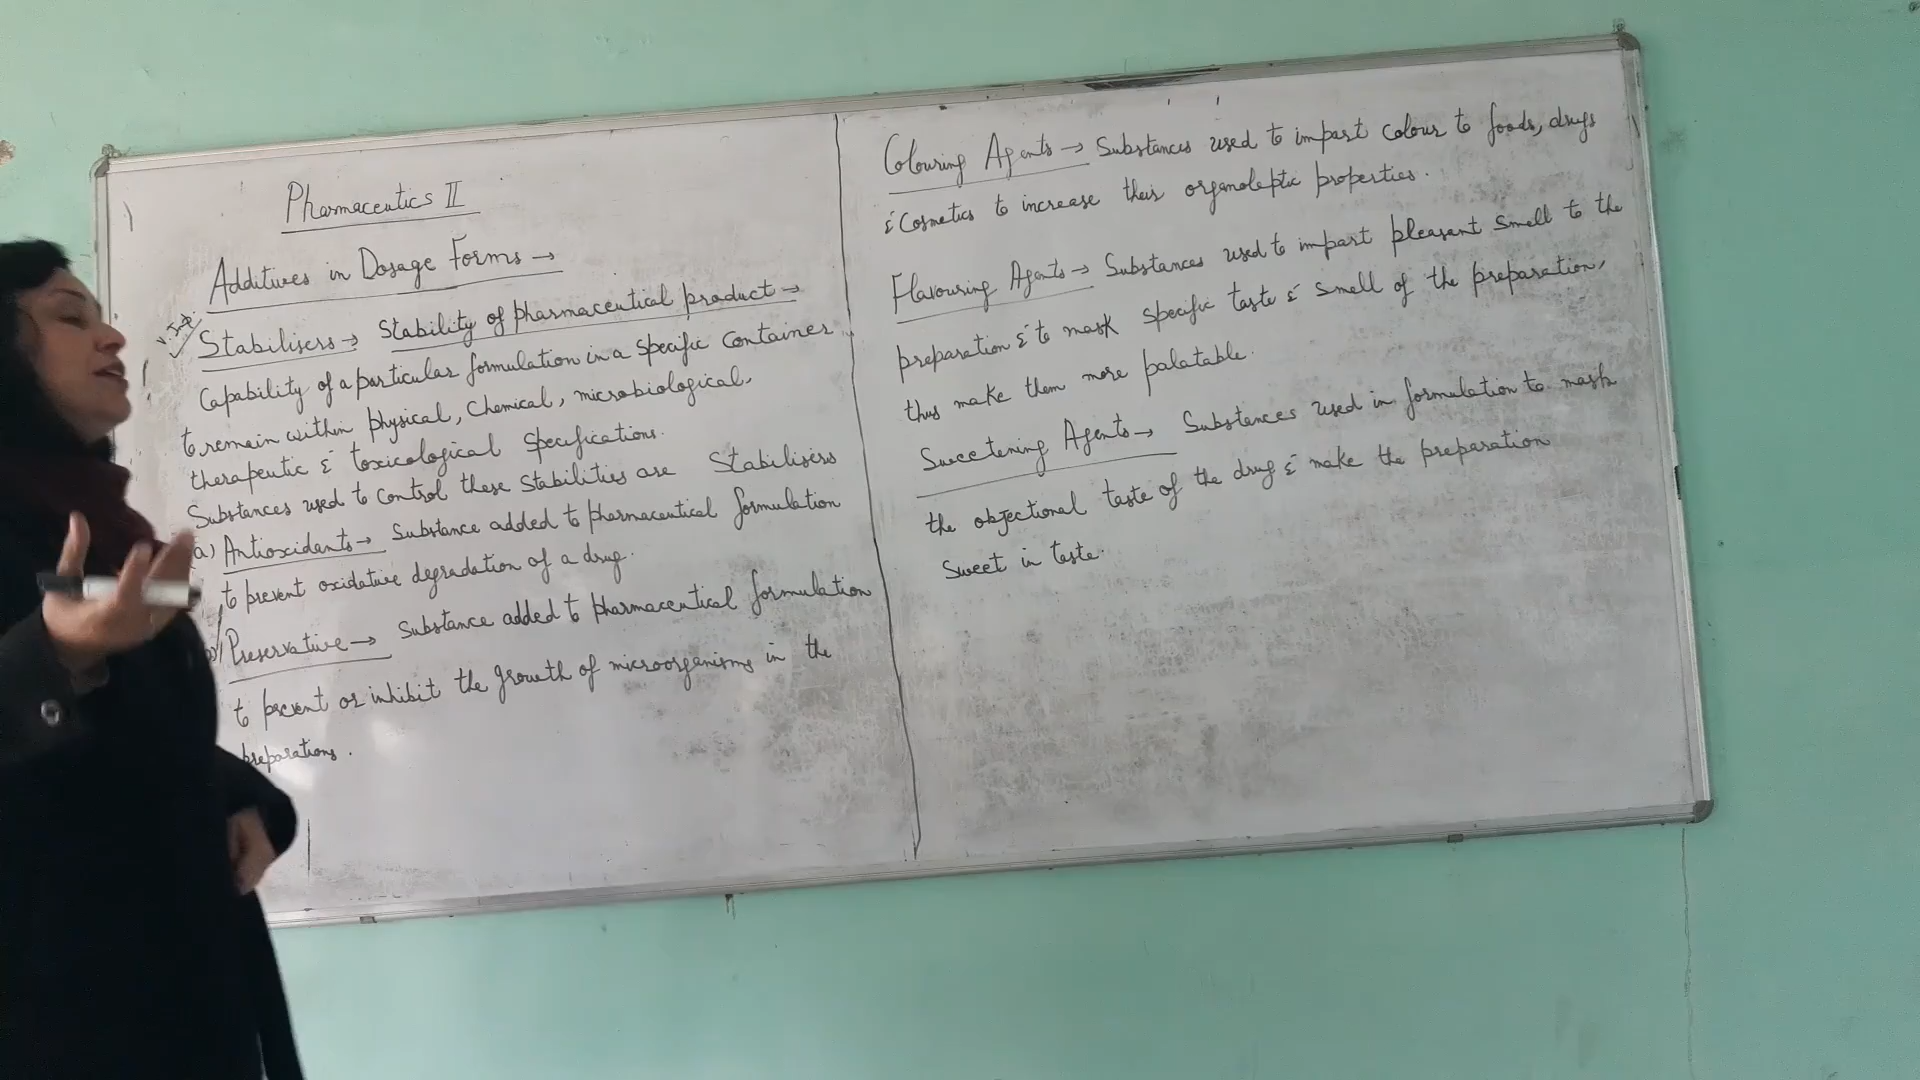 Pharmaceutics II
Additives in Dosage Forms →
V. Imp
Stabilisers → Stability of pharmaceutical product →
Capability of a particular formulation in a specific container
to remain within physical, chemical, microbiological,
therapeutic & toxicological specifications.
Substances used to control these stabilities are Stabilisers
(a) Antioxidants → Substance added to pharmaceutical formulation
to prevent oxidative degradation of a drug.
Preservative → Substance added to pharmaceutical formulation
to prevent or inhibit the growth of microorganisms in the
preparations.
Colouring Agents → Substances used to impart colour to foods, drugs
& Cosmetics to increase their organoleptic properties.
Flavouring Agents → Substances used to impart pleasant smell to the
preparation & to mask specific taste & smell of the preparation,
thus make them more palatable.
Sweetening Agents → Substances used in formulation to mask
the objectional taste of the drug & make the preparation
sweet in taste.